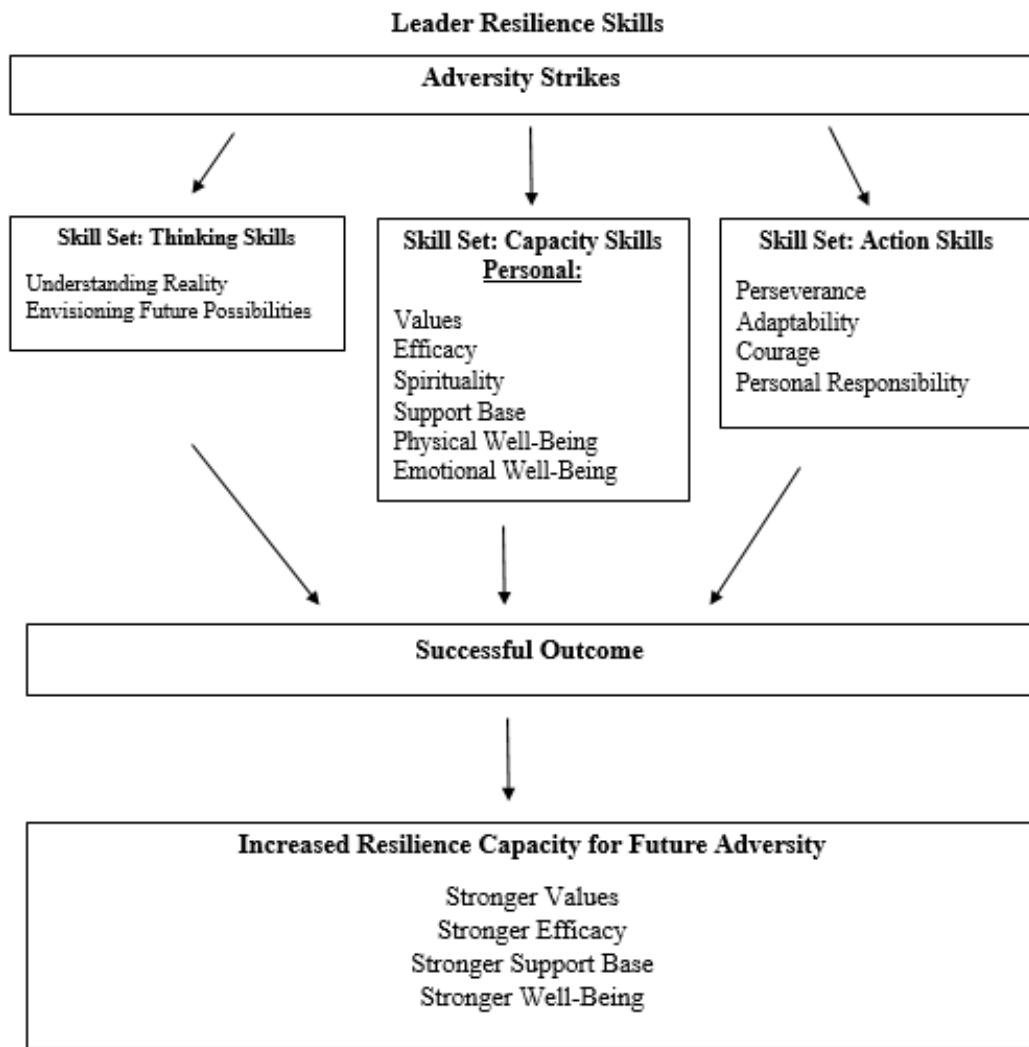 Leader Resilience Skills
Adversity Strikes
Skill Set: Thinking Skills
Understanding Reality
Envisioning Future Possibilities
Skill Set: Capacity Skills
Personal:
Values
Efficacy
Spirituality
Support Base
Physical Well-Being
Emotional Well-Being
Skill Set: Action Skills
Perseverance
Adaptability
Courage
Personal Responsibility
Successful Outcome
Increased Resilience Capacity for Future Adversity
Stronger Values
Stronger Efficacy
Stronger Support Base
Stronger Well-Being